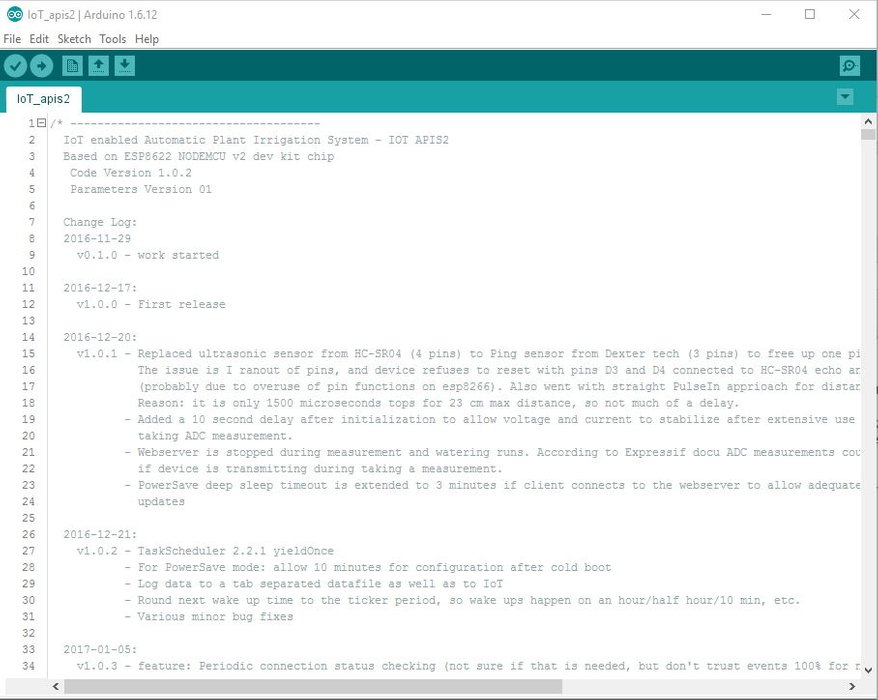 IoT_apis2 | Arduino 1.6.12
File Edit Sketch Tools Help
IoT_apis2
1 /* -------------------------------------
2 IoT enabled Automatic Plant Irrigation System - IOT APIS2
3 Based on ESP8622 NODEMCU v2 dev kit chip
4 Code Version 1.0.2
5 Parameters Version 01
6
7 Change Log:
8 2016-11-29
9 v0.1.0 - work started
10
11 2016-12-17:
12 v1.0.0 - First release
13
14 2016-12-20:
15 v1.0.1 - Replaced ultrasonic sensor from HC-SR04 (4 pins) to Ping sensor from Dexter tech (3 pins) to free up one pi
16 The issue is I ranout of pins, and device refuses to reset with pins D3 and D4 connected to HC-SR04 echo an
17 (probably due to overuse of pin functions on esp8266). Also went with straight PulseIn apprioach for distan
18 Reason: it is only 1500 microseconds tops for 23 cm max distance, so not much of a delay.
19 - Added a 10 second delay after initialization to allow voltage and current to stabilize after extensive use
20 taking ADC measurement.
21 - Webserver is stopped during measurement and watering runs. According to Expressif docu ADC measurements cou
22 if device is transmitting during taking a measurement.
23 - PowerSave deep sleep timeout is extended to 3 minutes if client connects to the webserver to allow adequate
24 updates
25
26 2016-12-21:
27 v1.0.2 - TaskScheduler 2.2.1 yieldOnce
28 - For PowerSave mode: allow 10 minutes for configuration after cold boot
29 - Log data to a tab separated datafile as well as to IoT
30 - Round next wake up time to the ticker period, so wake ups happen on an hour/half hour/10 min, etc.
31 - Various minor bug fixes
32
33 2017-01-05:
34 v1.0.3 - feature: Periodic connection status checking (not sure if that is needed, but don't trust events 100% for